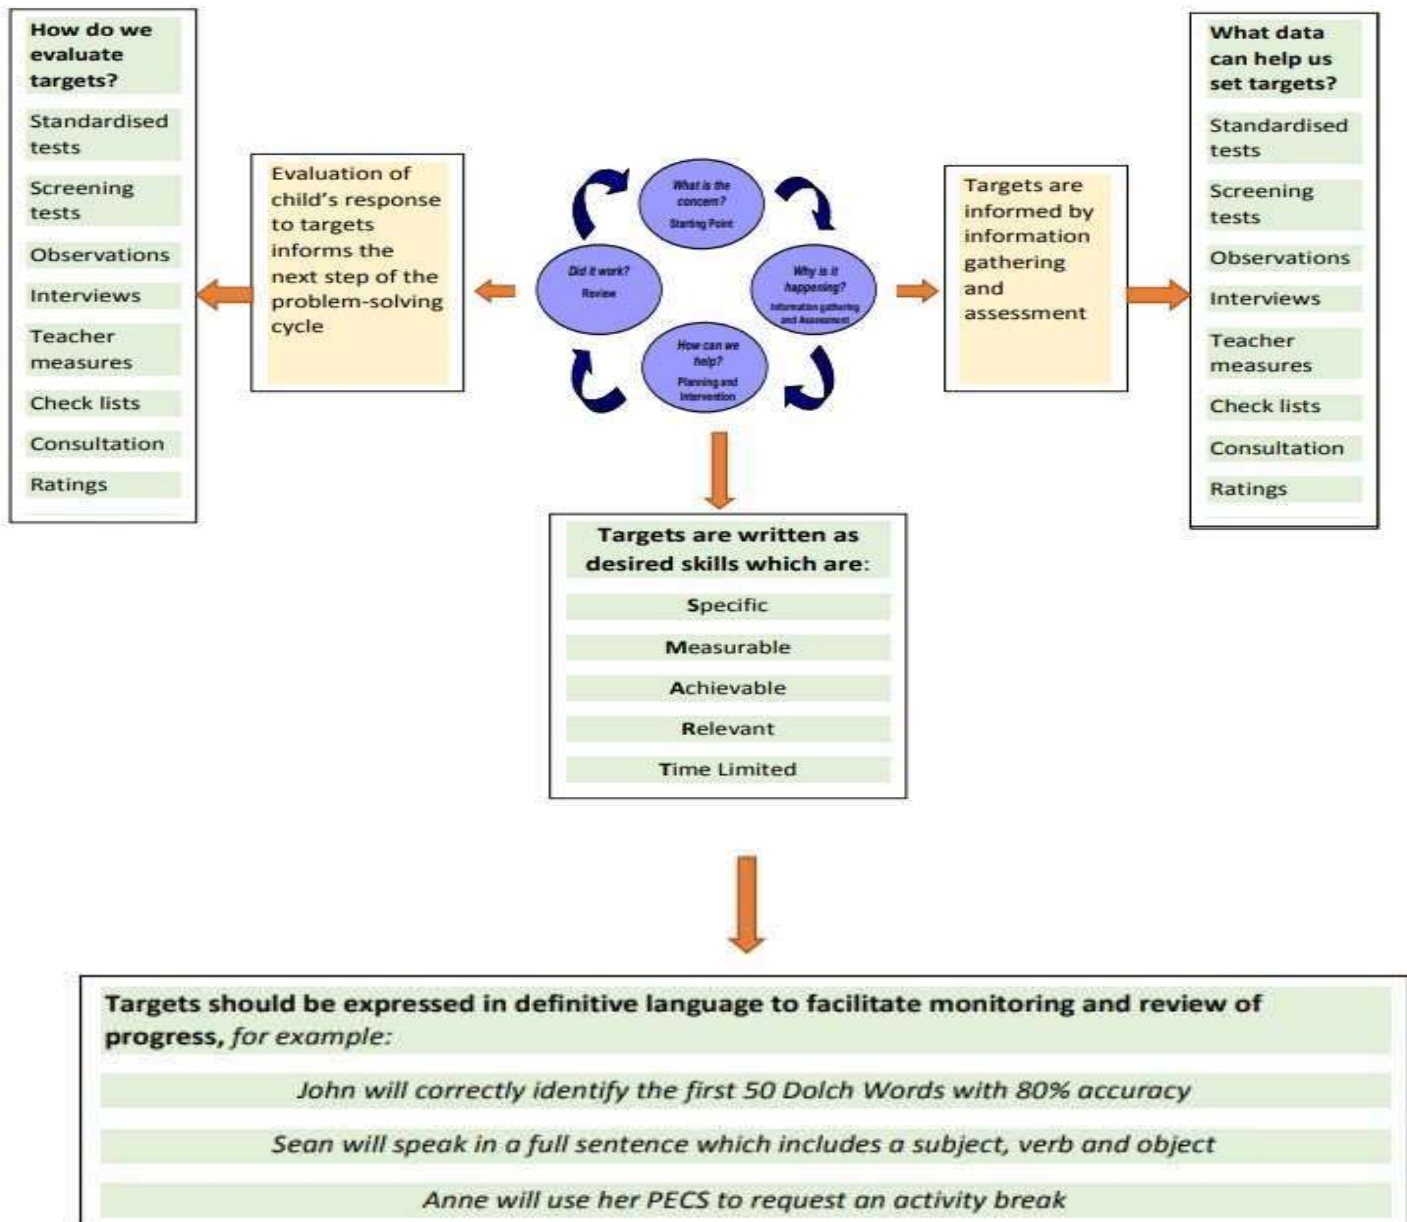 How do we
evaluate
targets?
Standardised
tests
Screening
tests
Observations
Interviews
Teacher
measures
Check lists
Consultation
Ratings
Evaluation of
child's response
to targets
informs the
next step of the
problem-solving
cycle
What is the
concern?
Starting Point
Did it work?
Review
Why is it
happening?
Information gathering
and Assessment
How can we
help?
Planning and
Intervention
Targets are
informed by
information
gathering
and
assessment
What data
can help us
set targets?
Standardised
tests
Screening
tests
Observations
Interviews
Teacher
measures
Check lists
Consultation
Ratings
Targets are written as
desired skills which are:
Specific
Measurable
Achievable
Relevant
Time Limited
Targets should be expressed in definitive language to facilitate monitoring and review of
progress, for example:
John will correctly identify the first 50 Dolch Words with 80% accuracy
Sean will speak in a full sentence which includes a subject, verb and object
Anne will use her PECS to request an activity break